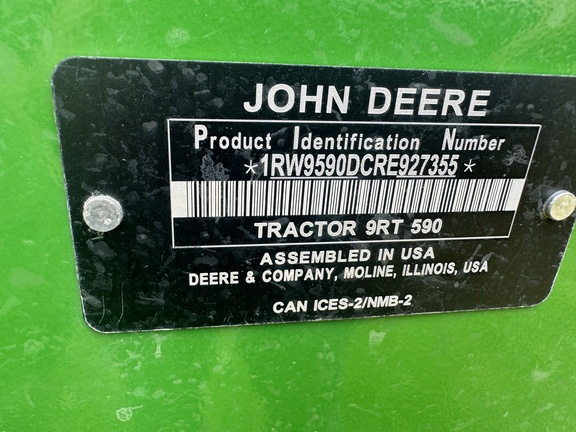 JOHN DEERE
Product Identification Number
*1RW9590DCRE927355*
TRACTOR 9RT 590
ASSEMBLED IN USA
DEERE & COMPANY, MOLINE, ILLINOIS, USA
CAN ICES-2/NMB-2